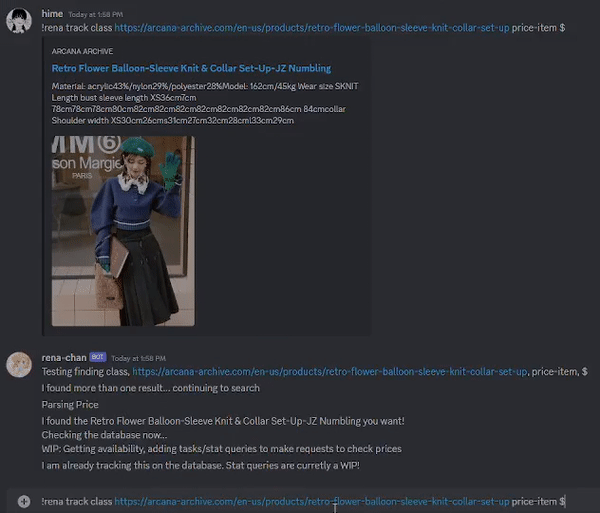 hime Today at 1:58 PM
!rena track class https://arcana-archive.com/en-us/products/retro-flower-balloon-sleeve-knit-collar-set-up price-item $
ARCANA ARCHIVE
Retro Flower Balloon-Sleeve Knit & Collar Set-Up-JZ Numbling
Material: acrylic43%/nylon29%/polyester28%Model: 162cm/45kg Wear size SKNIT
Length bust sleeve length XS36cm7cm
78cm78cm78cm80cm82cm82cm82cm82cm82cm82cm82cm86cm 84cmcollar
Shoulder width XS30cm26cms31cm27cm32cm28cml33cm29cm
MM⑥
son Margie
PARIS
rena-chan BOT Today at 1:58 PM
Testing finding class, https://arcana-archive.com/en-us/products/retro-flower-balloon-sleeve-knit-collar-set-up, price-item, $
I found more than one result... continuing to search
Parsing Price
I found the Retro Flower Balloon-Sleeve Knit & Collar Set-Up-JZ Numbling you want!
Checking the database now...
WIP: Getting availability, adding tasks/stat queries to make requests to check prices
I am already tracking this on the database. Stat queries are curretly a WIP!
!rena track class https://arcana-archive.com/en-us/products/retro-flower-balloon-sleeve-knit-collar-set-up price-item $